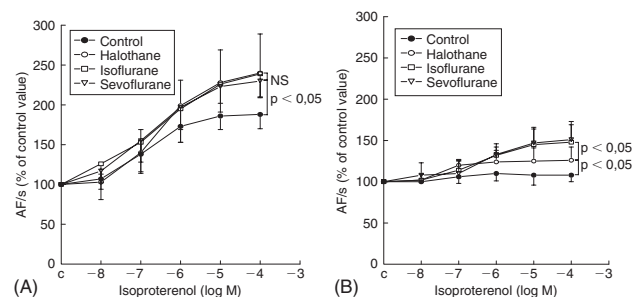 300
250
200
150
100
50
0
AF/s (% of control value)
Control
Halothane
Isoflurane
Sevoflurane
NS
p < 0,05
c −8 −7 −6 −5 −4 −3
Isoproterenol (log M)
(A)
300
250
200
150
100
50
0
AF/s (% of control value)
Control
Halothane
Isoflurane
Sevoflurane
p < 0,05
p < 0,05
c −8 −7 −6 −5 −4 −3
Isoproterenol (log M)
(B)